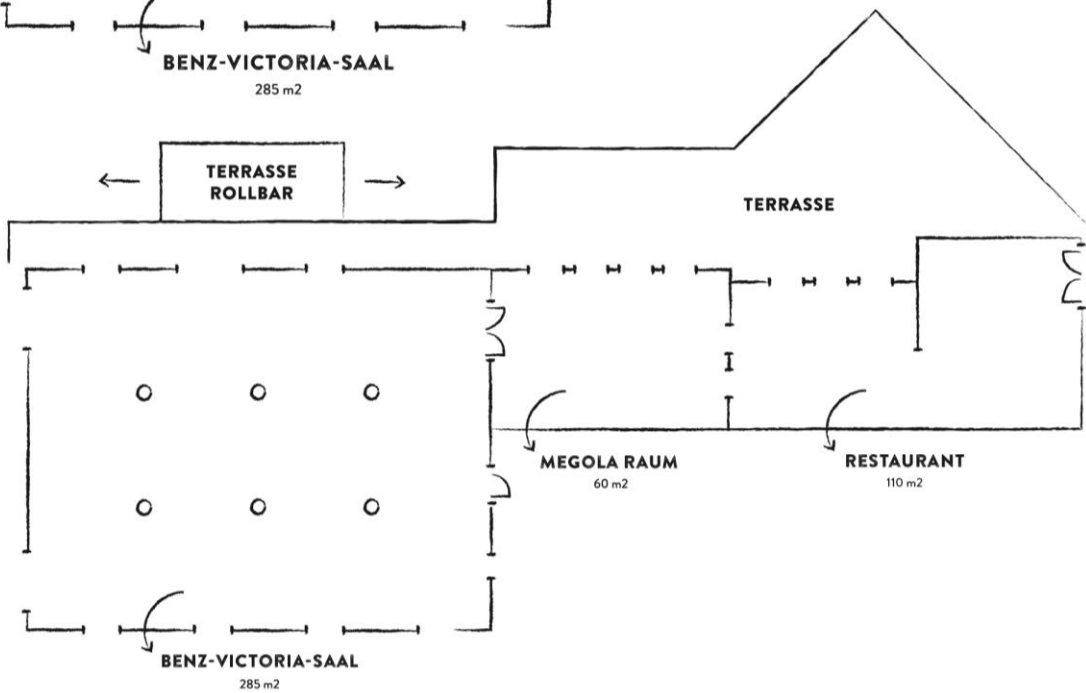 BENZ-VICTORIA-SAAL
285 m2
TERRASSE
ROLLBAR
TERRASSE
MEGOLA RAUM
60 m2
RESTAURANT
110 m2
BENZ-VICTORIA-SAAL
285 m2